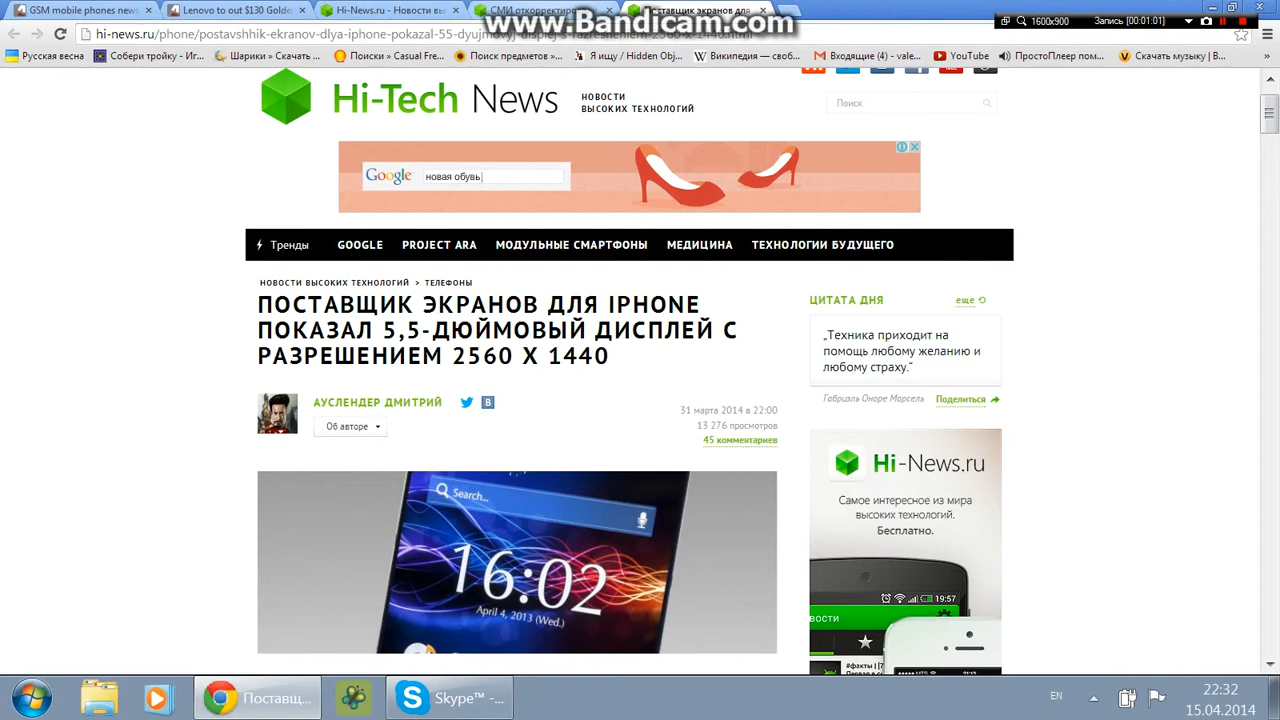 GSM mobile phones news
Lenovo to out $130 Golden
Hi-News.ru - Новости вы
СМИ откорректир
Поставщик экранов для
www.Bandicam.com
1600x900
Запись [00:01:01]
hi-news.ru/phone/postavshhik-ekranov-dlya-iphone-pokazal-55-dyujmovyj-displej-s-razresheniem-2560-x-1440.html
Русская весна
Собери тройку - Иг...
Шарики » Скачать ...
Поиски » Casual Fre...
Поиск предметов »...
Я ищу / Hidden Obj...
Википедия — своб...
Входящие (4) - vale...
YouTube
ПростоПлеер пом...
Скачать музыку | В...
Hi-Tech News
НОВОСТИ
ВЫСОКИХ ТЕХНОЛОГИЙ
Поиск
Google
новая обувь
Тренды
GOOGLE
PROJECT ARA
МОДУЛЬНЫЕ СМАРТФОНЫ
МЕДИЦИНА
ТЕХНОЛОГИИ БУДУЩЕГО
НОВОСТИ ВЫСОКИХ ТЕХНОЛОГИЙ > ТЕЛЕФОНЫ
ПОСТАВЩИК ЭКРАНОВ ДЛЯ IPHONE
ПОКАЗАЛ 5,5-ДЮЙМОВЫЙ ДИСПЛЕЙ С
РАЗРЕШЕНИЕМ 2560 X 1440
АУСЛЕНДЕР ДМИТРИЙ
Об авторе
31 марта 2014 в 22:00
13 276 просмотров
45 комментариев
Search...
16:02
April 4, 2013 (Wed.)
ЦИТАТА ДНЯ
еще
„Техника приходит на
помощь любому желанию и
любому страху.“
Габриэль Оноре Марсель
Поделиться
Hi-News.ru
Самое интересное из мира
высоких технологий.
Бесплатно.
19:57
вости
#факты | [7
Поставщ...
Skype™ -...
EN
22:32
15.04.2014